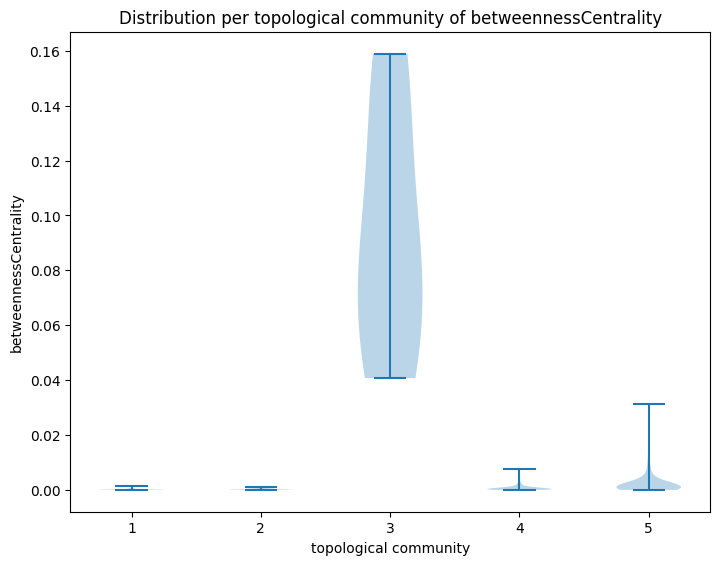 Distribution per topological community of betweennessCentrality
betweennessCentrality
0.16
0.14
0.12
0.10
0.08
0.06
0.04
0.02
0.00
1 2 3 4 5
topological community